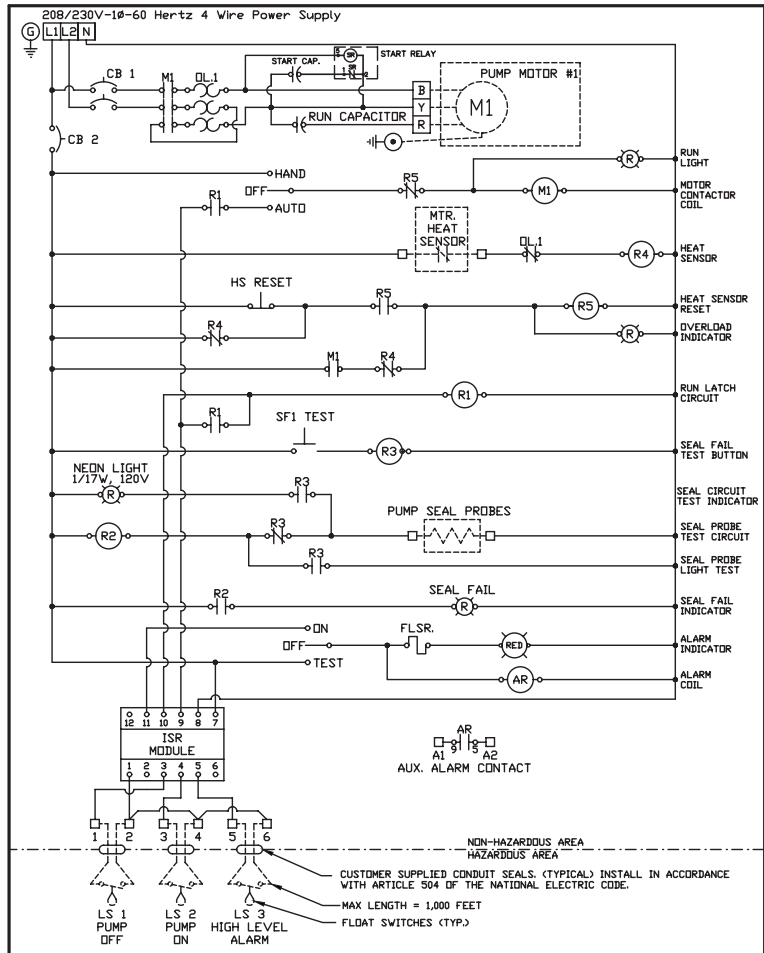 208/230V-1Ø-60 Hertz 4 Wire Power Supply
G L1 L2 N
CB 1
M1
OL.1
START CAP.
5
SR
1
SR
2
START RELAY
RUN CAPACITOR
B
Y
R
PUMP MOTOR #1
M1
CB 2
HAND
OFF
AUTO
R1
R5
R
RUN
LIGHT
M1
MOTOR
CONTACTOR
COIL
MTR.
HEAT
SENSOR
OL.1
R4
HEAT
SENSOR
HS RESET
R5
R5
HEAT SENSOR
RESET
R4
R
OVERLOAD
INDICATOR
M1
R4
R1
RUN LATCH
CIRCUIT
R1
SF1 TEST
R3
SEAL FAIL
TEST BUTTON
NEON LIGHT
1/17W, 120V
R
R3
SEAL CIRCUIT
TEST INDICATOR
R2
R3
PUMP SEAL PROBES
SEAL PROBE
TEST CIRCUIT
R3
SEAL PROBE
LIGHT TEST
R2
SEAL FAIL
R
SEAL FAIL
INDICATOR
ON
OFF
TEST
FLSR.
RED
ALARM
INDICATOR
AR
ALARM
COIL
12 11 10 9 8 7
ISR
MODULE
1 2 3 4 5 6
AR
9 5
A1 A2
AUX. ALARM CONTACT
1 2 3 4 5 6
NON-HAZARDOUS AREA
HAZARDOUS AREA
CUSTOMER SUPPLIED CONDUIT SEALS. (TYPICAL) INSTALL IN ACCORDANCE
WITH ARTICLE 504 OF THE NATIONAL ELECTRIC CODE.
MAX LENGTH = 1,000 FEET
FLOAT SWITCHES (TYP.)
LS 1
PUMP
OFF
LS 2
PUMP
ON
LS 3
HIGH LEVEL
ALARM